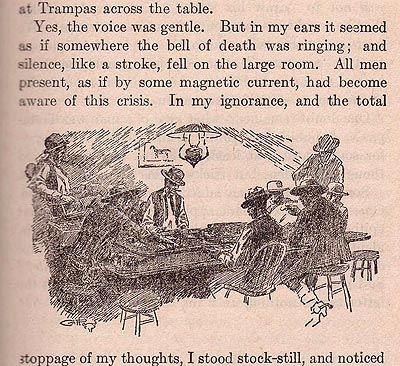 at Trampas across the table.
Yes, the voice was gentle. But in my ears it seemed
as if somewhere the bell of death was ringing; and
silence, like a stroke, fell on the large room. All men
present, as if by some magnetic current, had become
aware of this crisis. In my ignorance, and the total
stoppage of my thoughts, I stood stock-still, and noticed